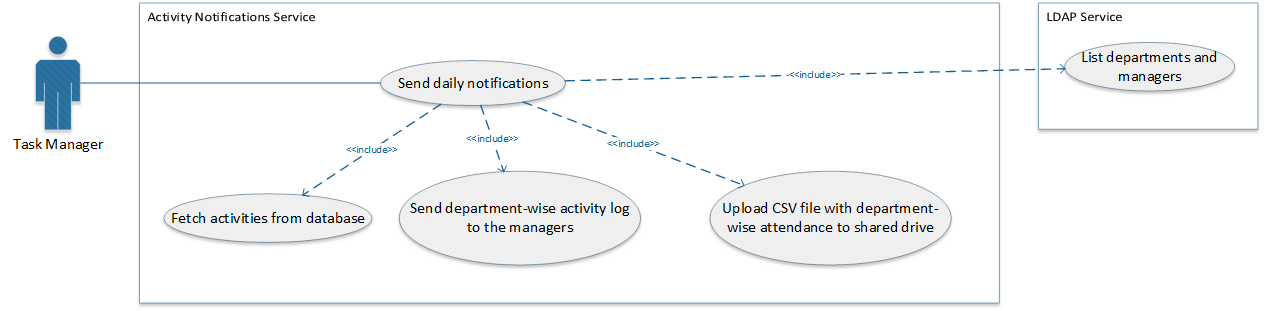 Activity Notifications Service
LDAP Service
Task Manager
Send daily notifications
<<include>>
List departments and
managers
<<include>>
<<include>>
<<include>>
Fetch activities from database
Send department-wise activity log
to the managers
Upload CSV file with department-
wise attendance to shared drive